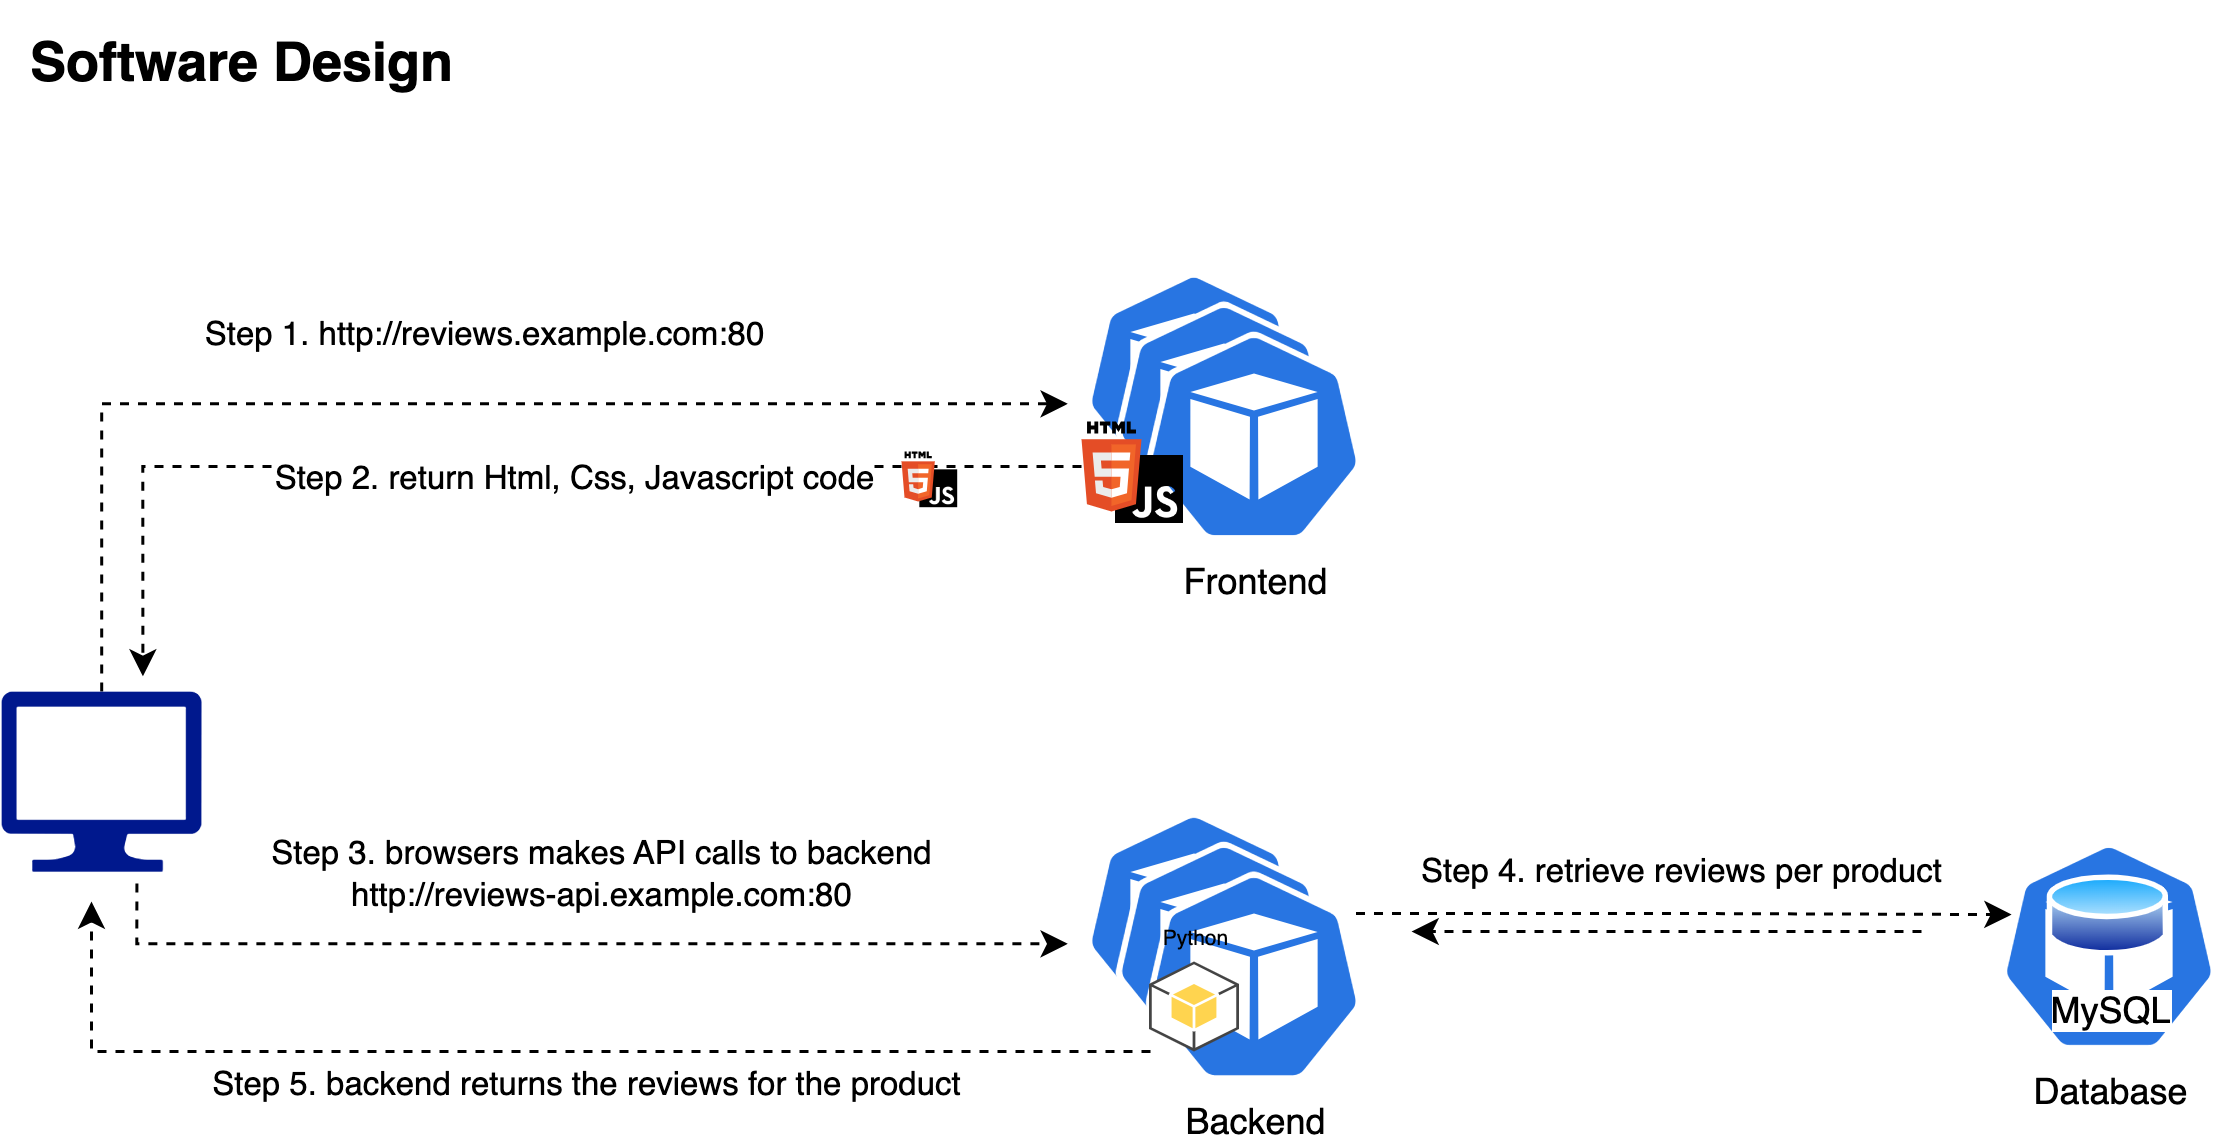 Software Design
Step 1. http://reviews.example.com:80
HTML
5
JS
Step 2. return Html, Css, Javascript code
HTML
5
JS
Frontend
Step 3. browsers makes API calls to backend
http://reviews-api.example.com:80
Python
Step 4. retrieve reviews per product
MySQL
Step 5. backend returns the reviews for the product
Backend
Database